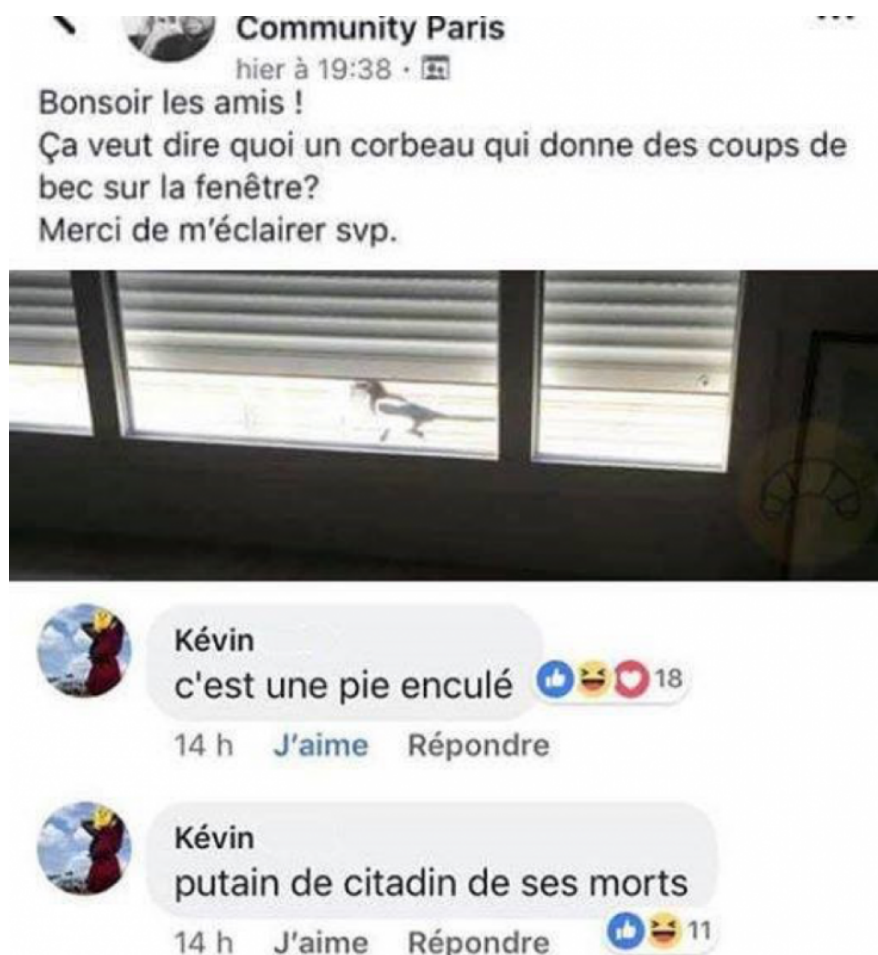 Community Paris
hier à 19:38 ·
Bonsoir les amis !
Ça veut dire quoi un corbeau qui donne des coups de
bec sur la fenêtre?
Merci de m'éclairer svp.
Kévin
c'est une pie enculé
18
14 h J'aime Répondre
Kévin
putain de citadin de ses morts
11
14 h J'aime Répondre